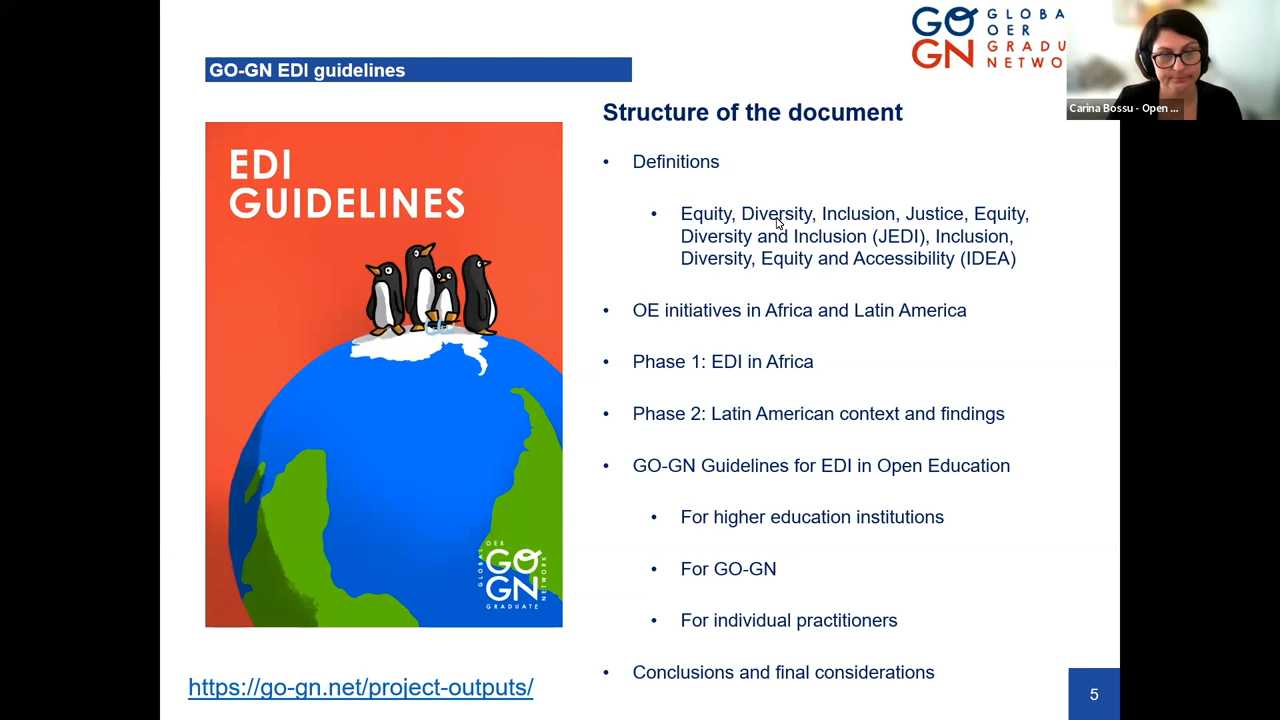 GO-GN EDI guidelines
GO
GN
GLOBA
OER
GRADU
NETWO
Carina Bossu - Open ...
EDI
GUIDELINES
GLOBAL OER
GO
GN
GRADUATE NETWORK
Structure of the document
• Definitions
• Equity, Diversity, Inclusion, Justice, Equity,
Diversity and Inclusion (JEDI), Inclusion,
Diversity, Equity and Accessibility (IDEA)
• OE initiatives in Africa and Latin America
• Phase 1: EDI in Africa
• Phase 2: Latin American context and findings
• GO-GN Guidelines for EDI in Open Education
• For higher education institutions
• For GO-GN
• For individual practitioners
• Conclusions and final considerations
https://go-gn.net/project-outputs/
5